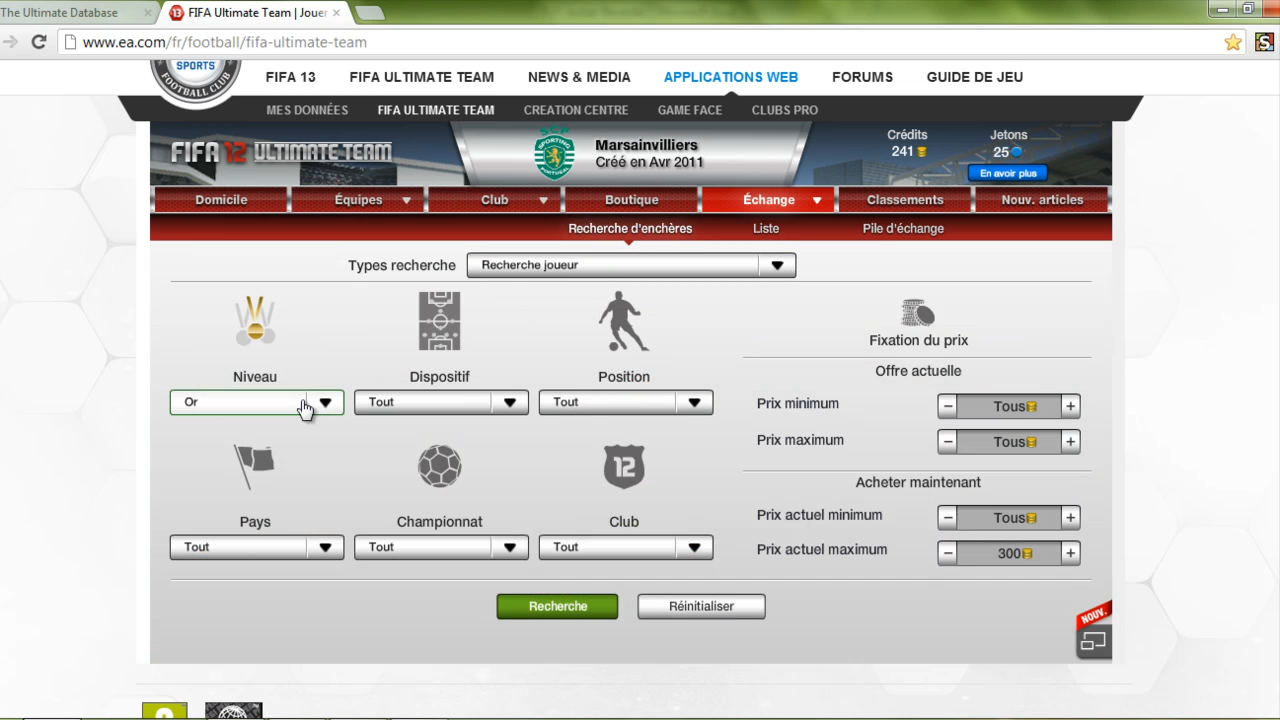 The Ultimate Database
FIFA Ultimate Team | Jouer
www.ea.com/fr/football/fifa-ultimate-team
SPORTS
FOOTBALL CLUB
FIFA 13 FIFA ULTIMATE TEAM NEWS & MEDIA APPLICATIONS WEB FORUMS GUIDE DE JEU
MES DONNÉES FIFA ULTIMATE TEAM CREATION CENTRE GAME FACE CLUBS PRO
FIFA 12 ULTIMATE TEAM
SCP
SPORTING
PORTUGAL
Marsainvilliers
Créé en Avr 2011
Crédits
241
Jetons
25
En avoir plus
Domicile Équipes Club Boutique Échange Classements Nouv. articles
Recherche d'enchères Liste Pile d'échange
Types recherche Recherche joueur
Niveau Dispositif Position
Or Tout Tout
12
Pays Championnat Club
Tout Tout Tout
Fixation du prix
Offre actuelle
Prix minimum - Tous +
Prix maximum - Tous +
Acheter maintenant
Prix actuel minimum - Tous +
Prix actuel maximum - 300 +
Recherche Réinitialiser
NOUV.